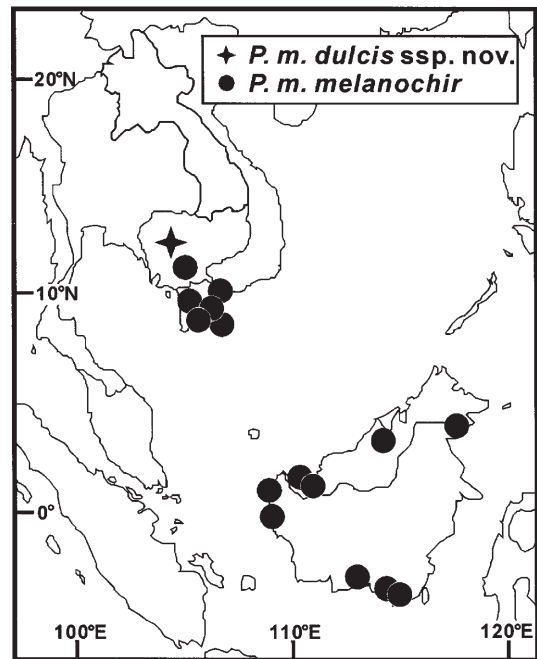 ✦ P. m. dulcis ssp. nov.
● P. m. melanochir
20°N
10°N
0°
100°E 110°E 120°E